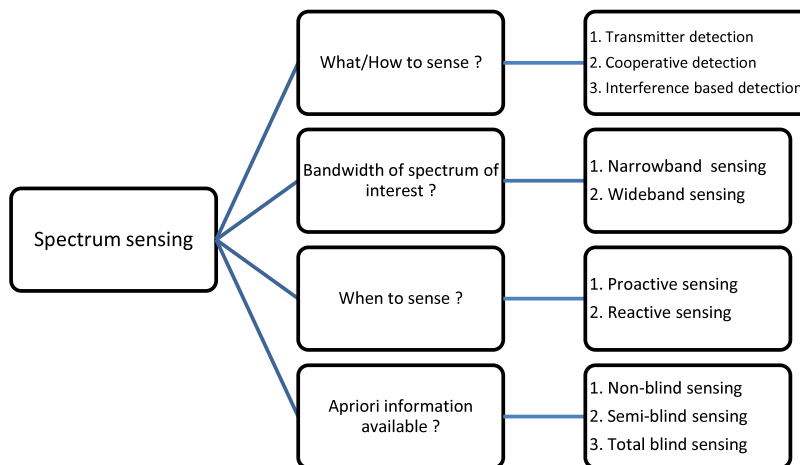 Spectrum sensing
What/How to sense ?
1. Transmitter detection
2. Cooperative detection
3. Interference based detection
Bandwidth of spectrum of
interest ?
1. Narrowband sensing
2. Wideband sensing
When to sense ?
1. Proactive sensing
2. Reactive sensing
Apriori information
available ?
1. Non-blind sensing
2. Semi-blind sensing
3. Total blind sensing